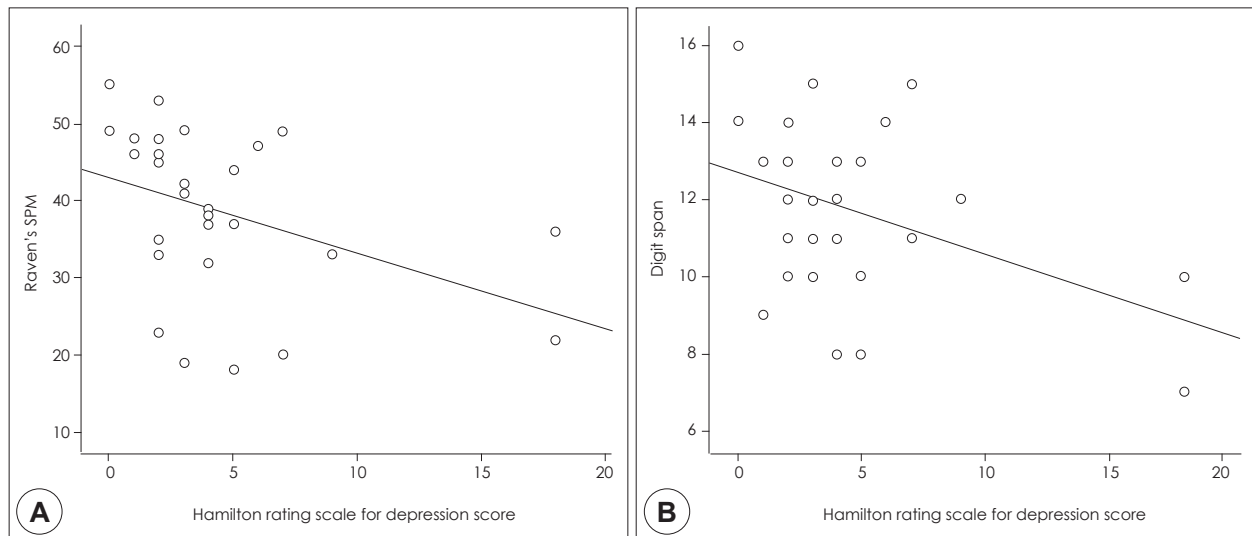 60
50
40
30
20
10
Raven's SPM
0 5 10 15 20
Hamilton rating scale for depression score
A
16
14
12
10
8
6
Digit span
0 5 10 15 20
Hamilton rating scale for depression score
B